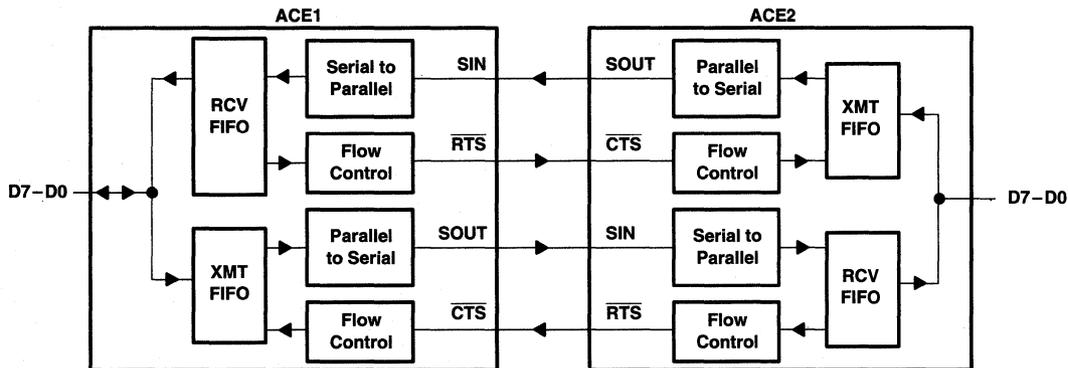 ACE1
ACE2
RCV
FIFO
Serial to
Parallel
SIN
SOUT
Parallel
to Serial
XMT
FIFO
Flow
Control
RTS
CTS
Flow
Control
D7–D0
D7–D0
XMT
FIFO
Parallel
to Serial
SOUT
SIN
Serial to
Parallel
RCV
FIFO
Flow
Control
CTS
RTS
Flow
Control